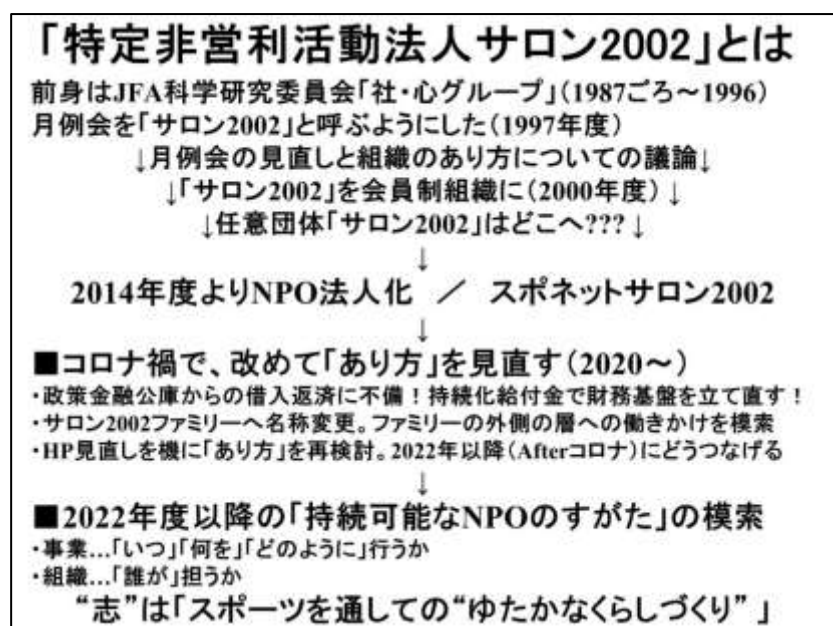 「特定非営利活動法人サロン2002」とは
前身はJFA科学研究委員会「社・心グループ」(1987ごろ～1996)
月例会を「サロン2002」と呼ぶようにした(1997年度)
↓月例会の見直しと組織のあり方についての議論↓
↓「サロン2002」を会員制組織に(2000年度)↓
↓任意団体「サロン2002」はどこへ???↓
↓
2014年度よりNPO法人化 ／ スポネットサロン2002
↓
■コロナ禍で、改めて「あり方」を見直す(2020～)
・政策金融公庫からの借入返済に不備！持続化給付金で財務基盤を立て直す！
・サロン2002ファミリーへ名称変更。ファミリーの外側の層への働きかけを模索
・HP見直しを機に「あり方」を再検討。2022年以降(Afterコロナ)にどうつなげる
↓
■2022年度以降の「持続可能なNPOのすがた」の模索
・事業…「いつ」「何を」「どのように」行うか
・組織…「誰が」担うか
“志”は「スポーツを通しての“ゆたかなくらしづくり”」